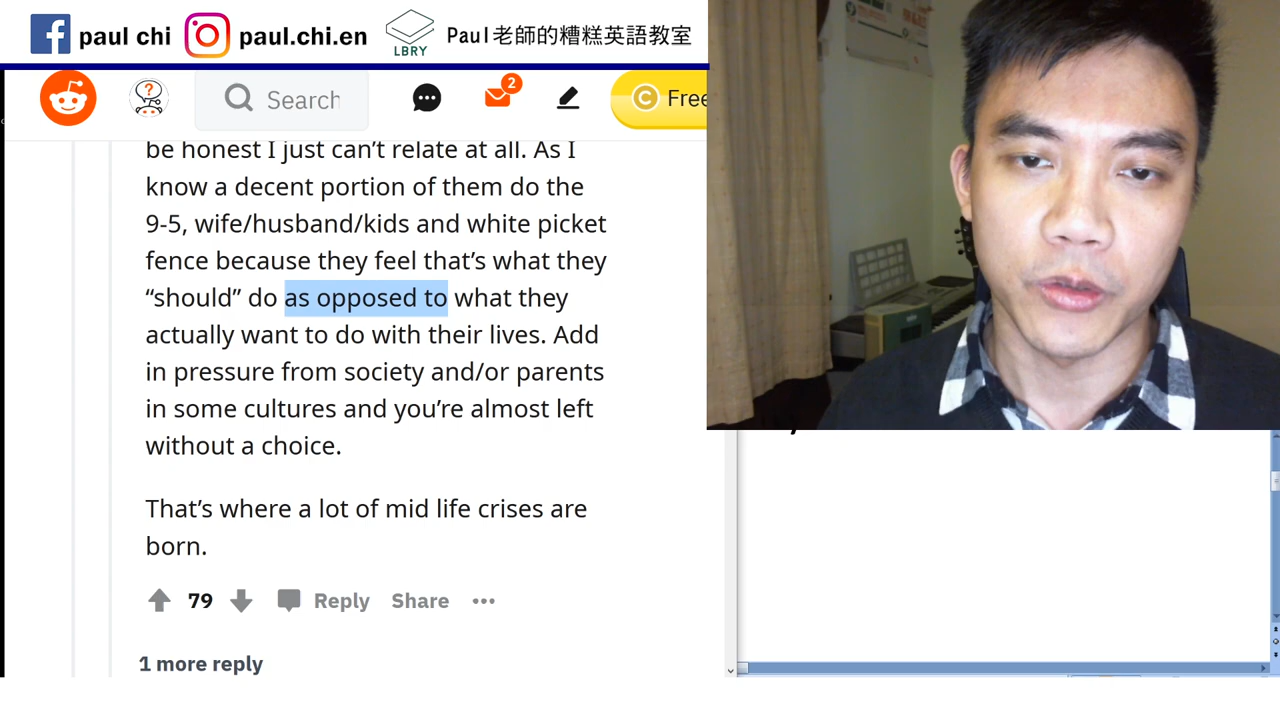 paul chi paul.chi.en LBRY Paul老師的糟糕英語教室
2
Search
Free
be honest I just can't relate at all. As I
know a decent portion of them do the
9-5, wife/husband/kids and white picket
fence because they feel that's what they
“should” do as opposed to what they
actually want to do with their lives. Add
in pressure from society and/or parents
in some cultures and you're almost left
without a choice.
That's where a lot of mid life crises are
born.
79 Reply Share
1 more reply